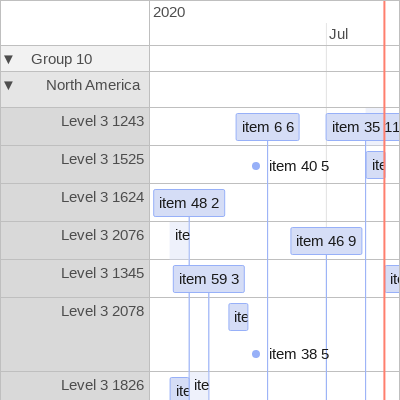 2020
Jul
Group 10
North America
Level 3 1243
item 6 6
item 35 11
Level 3 1525
item 40 5
ite
Level 3 1624
item 48 2
Level 3 2076
ite
item 46 9
Level 3 1345
item 59 3
ite
Level 3 2078
ite
item 38 5
Level 3 1826
ite
ite